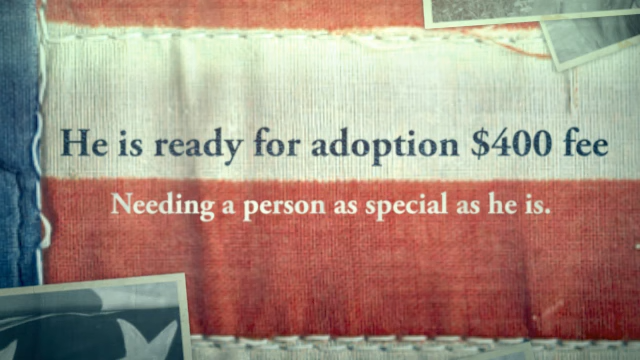 He is ready for adoption $400 fee
Needing a person as special as he is.